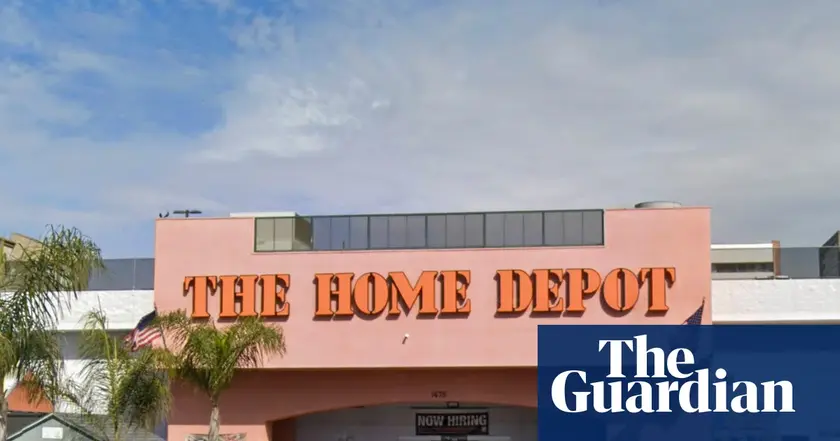 THE HOME DEPOT
NOW HIRING
The
Guardian